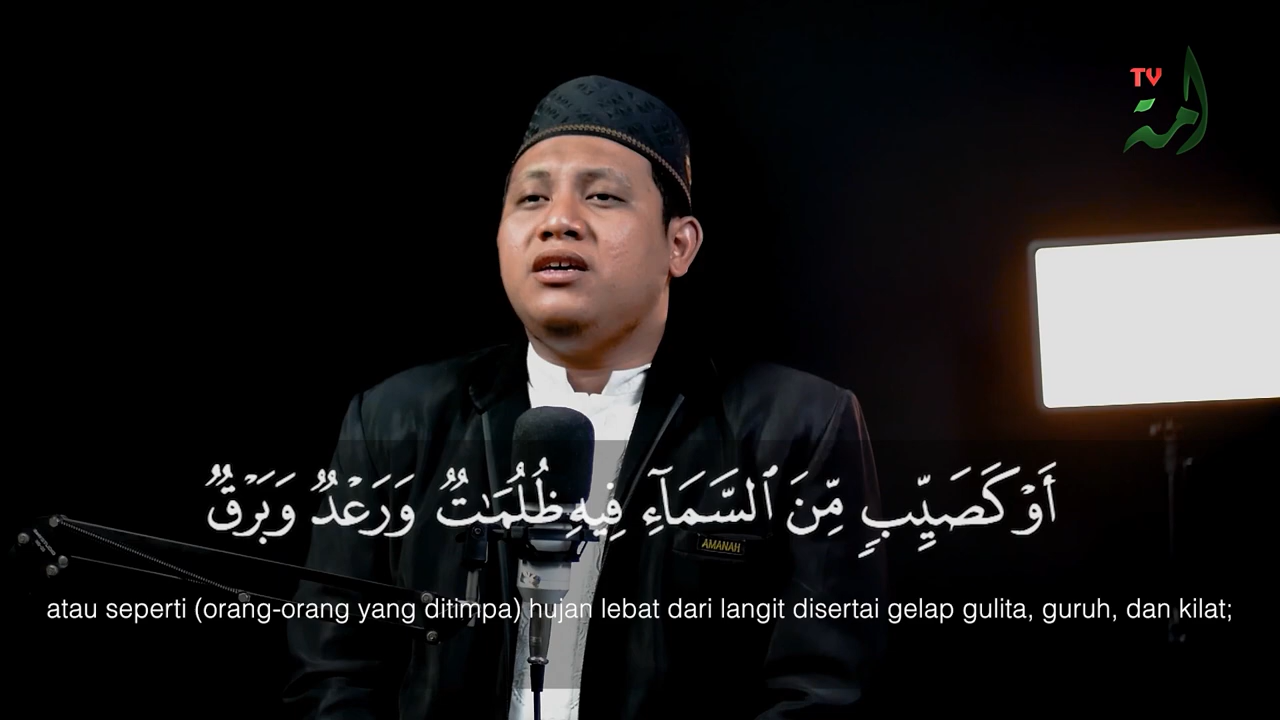 TV
امة
أَوۡ كَصَيِّبٖ مِّنَ ٱلسَّمَآءِ فِيهِ ظُلُمَٰتٞ وَرَعۡدٞ وَبَرۡقٞ
AMANAH
atau seperti (orang-orang yang ditimpa) hujan lebat dari langit disertai gelap gulita, guruh, dan kilat;